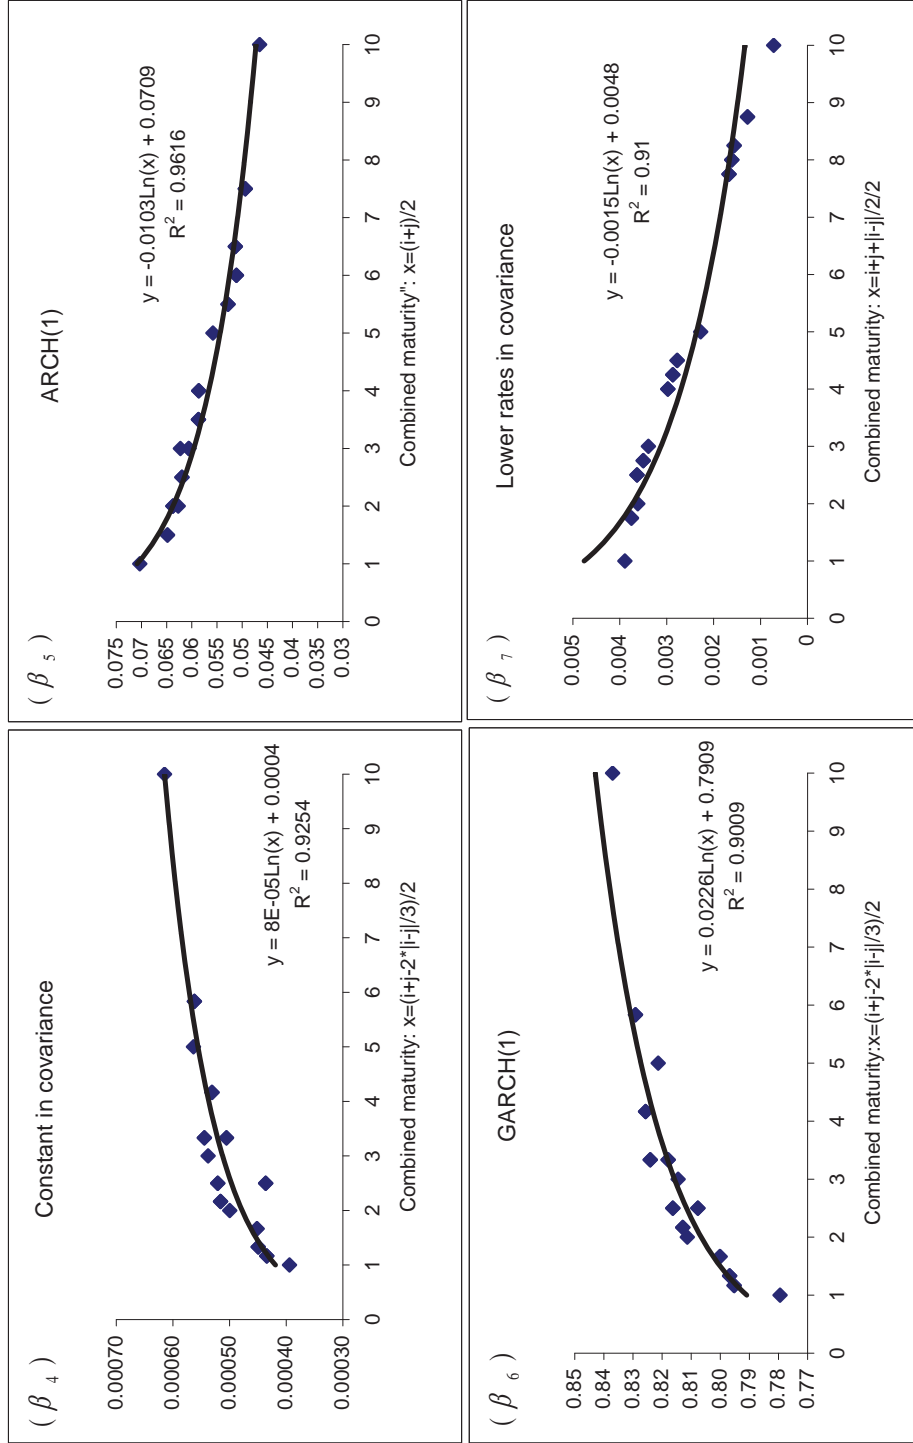 Constant in covariance
( β 4 )
0.00070
0.00060
0.00050
0.00040
0.00030
y = 8E-05Ln(x) + 0.0004
R² = 0.9254
0 1 2 3 4 5 6 7 8 9 10
Combined maturity: x=(i+j-2*|i-j|/3)/2
ARCH(1)
( β 5 )
0.075
0.07
0.065
0.06
0.055
0.05
0.045
0.04
0.035
0.03
y = -0.0103Ln(x) + 0.0709
R² = 0.9616
0 1 2 3 4 5 6 7 8 9 10
Combined maturity": x=(i+j)/2
GARCH(1)
( β 6 )
0.85
0.84
0.83
0.82
0.81
0.80
0.79
0.78
0.77
y = 0.0226Ln(x) + 0.7909
R² = 0.9009
0 1 2 3 4 5 6 7 8 9 10
Combined maturity:x=(i+j-2*|i-j|/3)/2
Lower rates in covariance
( β 7 )
0.005
0.004
0.003
0.002
0.001
0
y = -0.0015Ln(x) + 0.0048
R² = 0.91
0 1 2 3 4 5 6 7 8 9 10
Combined maturity: x=i+j+|i-j|/2/2